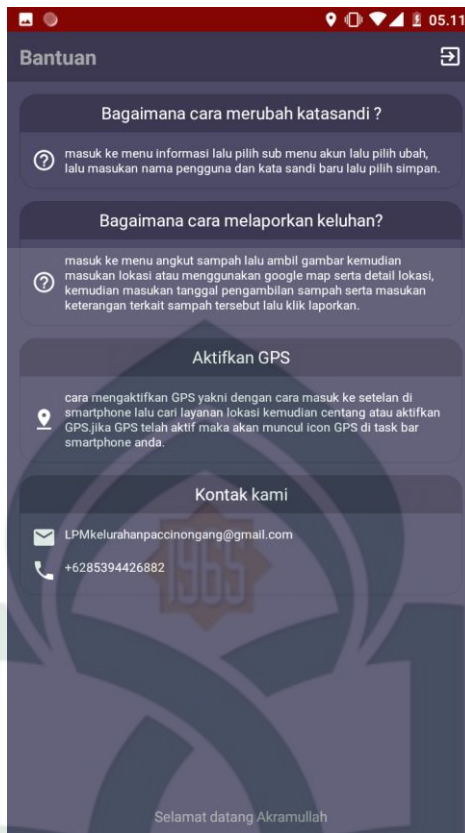 05.11
Bantuan
Bagaimana cara merubah katasandi ?
masuk ke menu informasi lalu pilih sub menu akun lalu pilih ubah,
lalu masukan nama pengguna dan kata sandi baru lalu pilih simpan.
Bagaimana cara melaporkan keluhan?
masuk ke menu angkut sampah lalu ambil gambar kemudian
masukan lokasi atau menggunakan google map serta detail lokasi,
kemudian masukan tanggal pengambilan sampah serta masukan
keterangan terkait sampah tersebut lalu klik laporkan.
Aktifkan GPS
cara mengaktifkan GPS yakni dengan cara masuk ke setelan di
smartphone lalu cari layanan lokasi kemudian centang atau aktifkan
GPS.jika GPS telah aktif maka akan muncul icon GPS di task bar
smartphone anda.
Kontak kami
LPMkelurahanpaccinongang@gmail.com
+6285394426882
1965
Selamat datang Akramullah